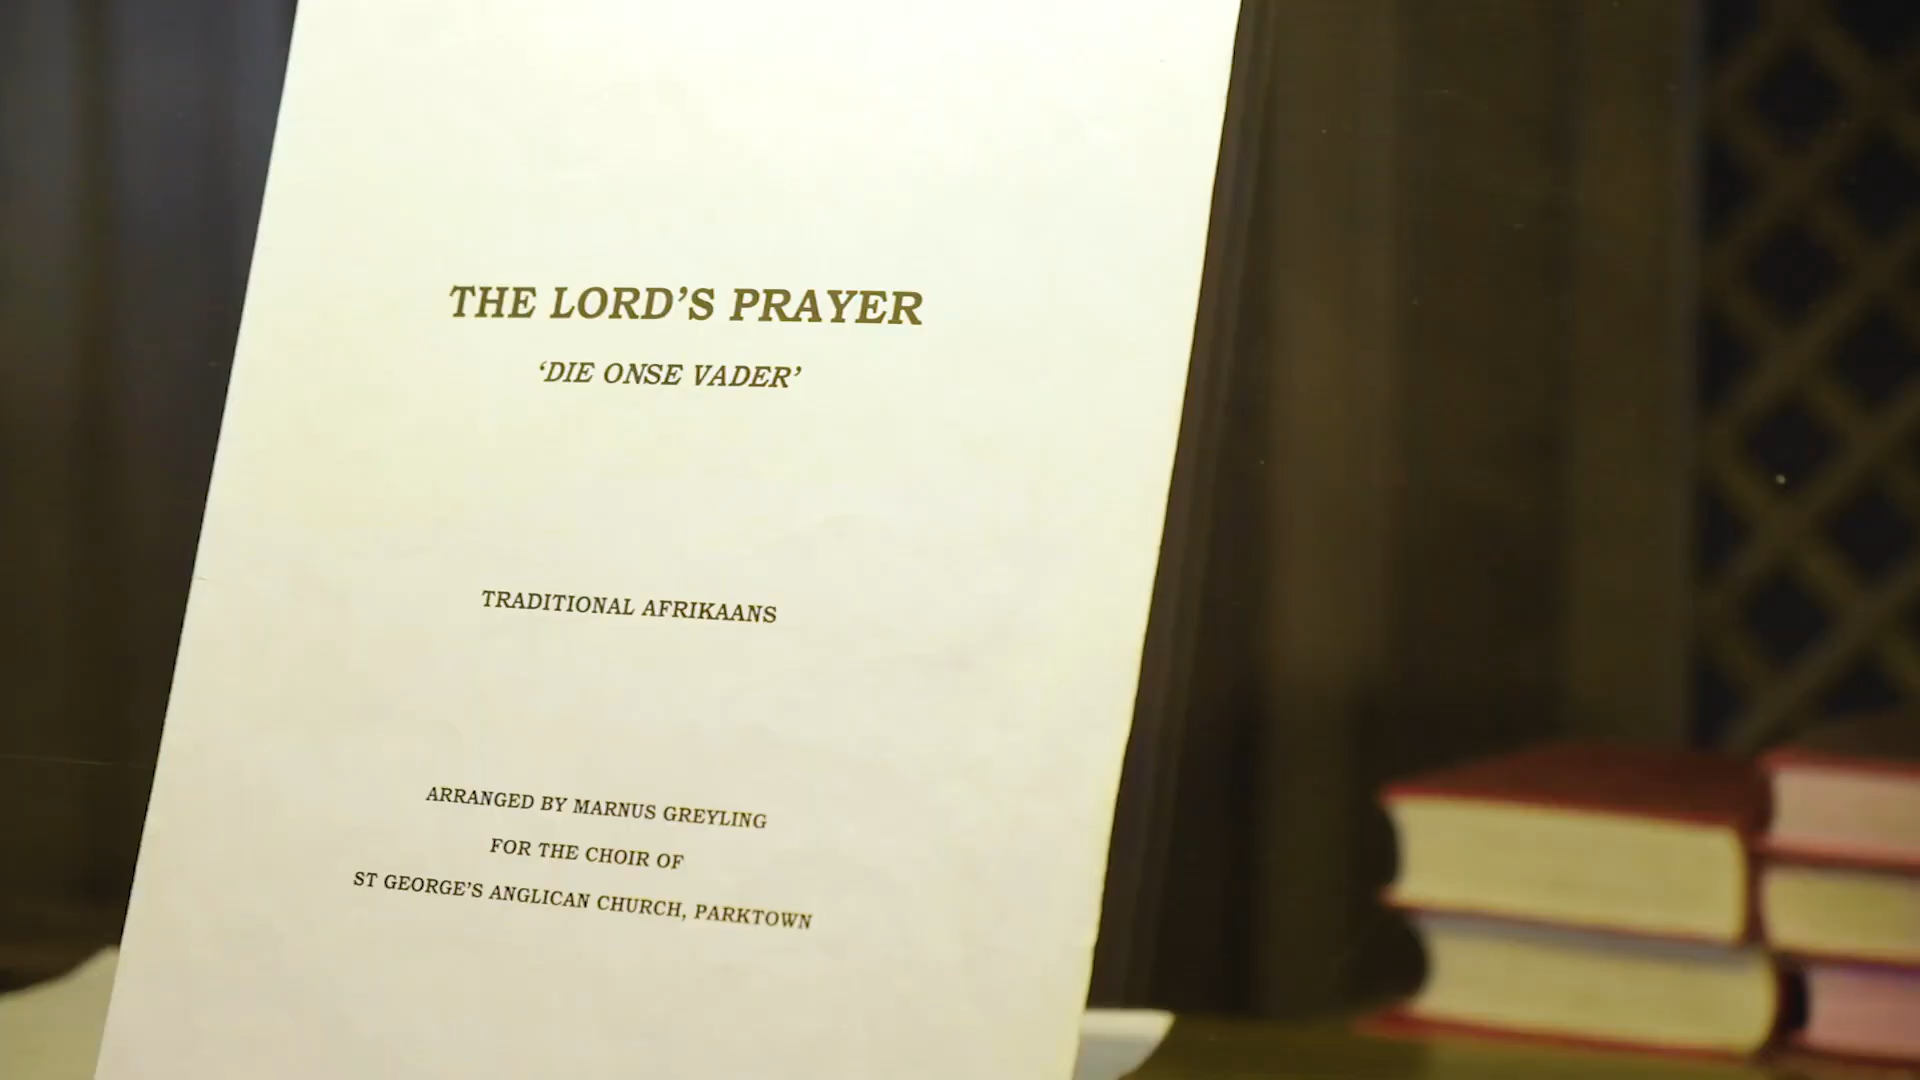 THE LORD’S PRAYER
‘DIE ONSE VADER’
TRADITIONAL AFRIKAANS
ARRANGED BY MARNUS GREYLING
FOR THE CHOIR OF
ST GEORGE’S ANGLICAN CHURCH, PARKTOWN